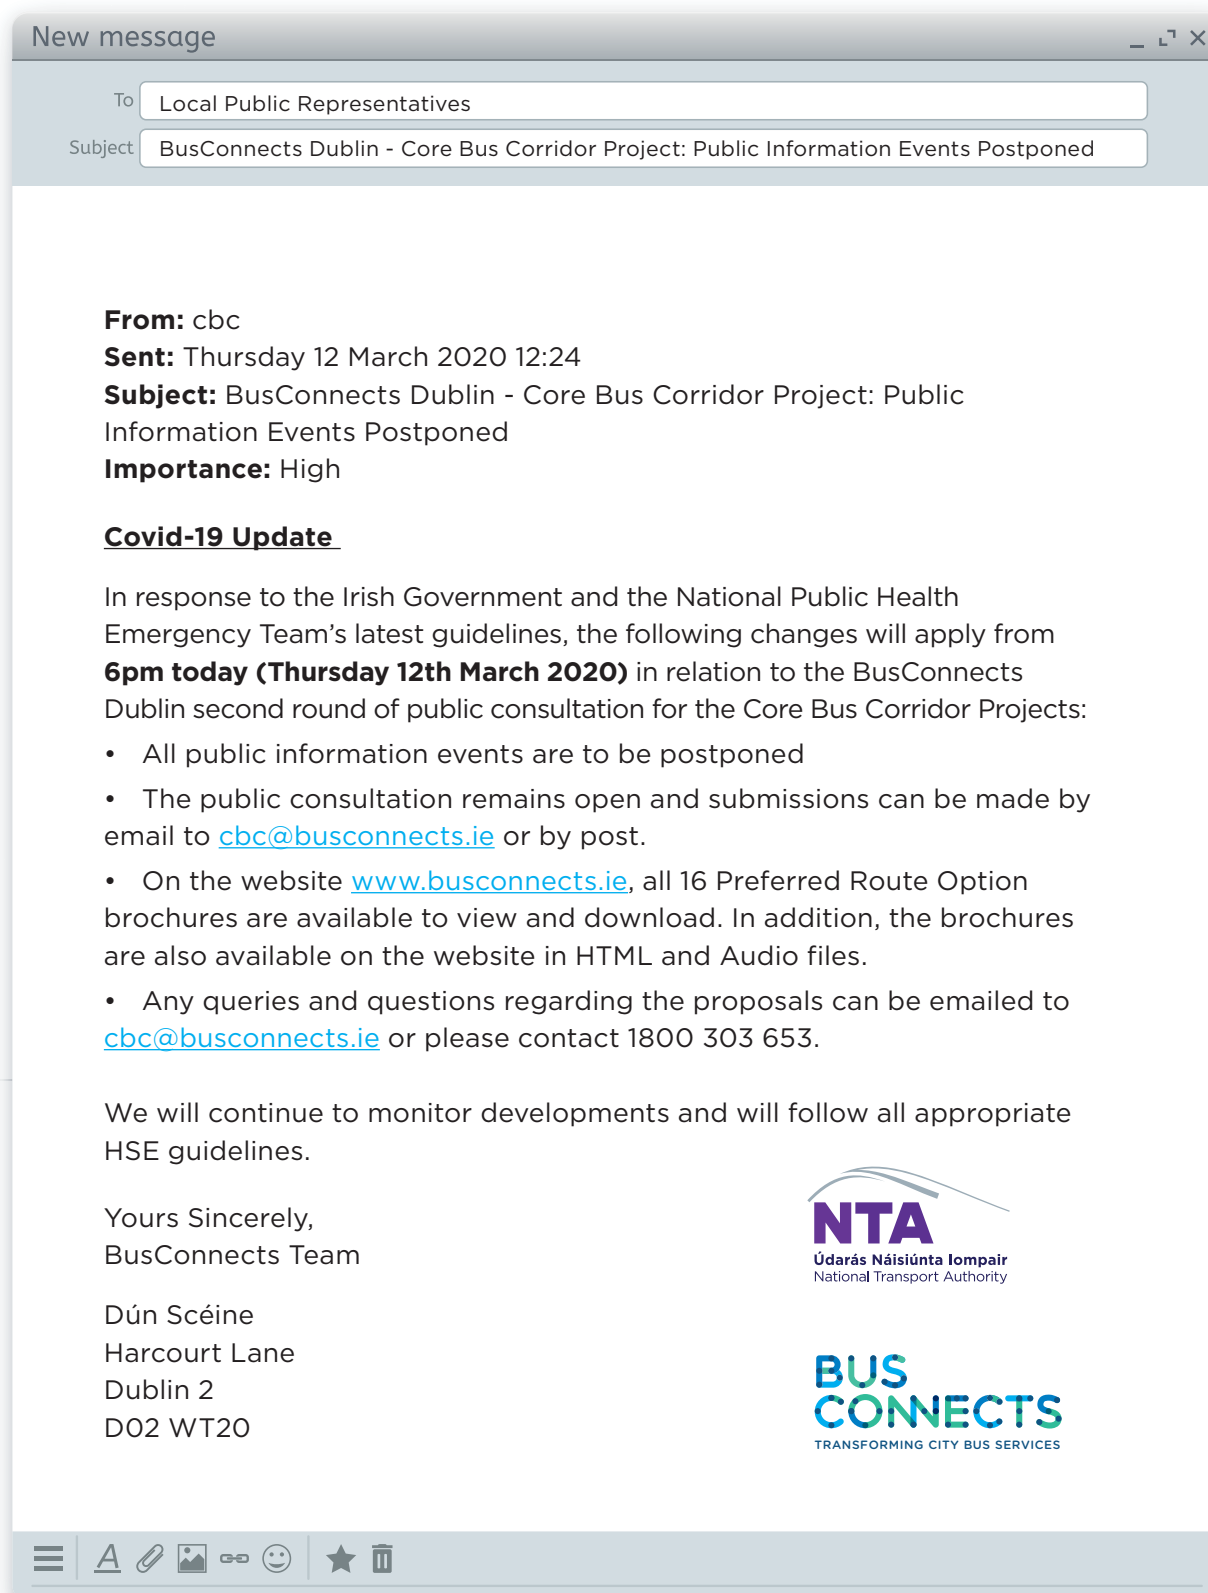 New message
To Local Public Representatives
Subject BusConnects Dublin - Core Bus Corridor Project: Public Information Events Postponed
From: cbc
Sent: Thursday 12 March 2020 12:24
Subject: BusConnects Dublin - Core Bus Corridor Project: Public
Information Events Postponed
Importance: High
Covid-19 Update
In response to the Irish Government and the National Public Health
Emergency Team's latest guidelines, the following changes will apply from
6pm today (Thursday 12th March 2020) in relation to the BusConnects
Dublin second round of public consultation for the Core Bus Corridor Projects:
• All public information events are to be postponed
• The public consultation remains open and submissions can be made by
email to cbc@busconnects.ie or by post.
• On the website www.busconnects.ie, all 16 Preferred Route Option
brochures are available to view and download. In addition, the brochures
are also available on the website in HTML and Audio files.
• Any queries and questions regarding the proposals can be emailed to
cbc@busconnects.ie or please contact 1800 303 653.
We will continue to monitor developments and will follow all appropriate
HSE guidelines.
Yours Sincerely,
BusConnects Team
Dún Scéine
Harcourt Lane
Dublin 2
D02 WT20
NTA
Údarás Náisiúnta Iompair
National Transport Authority
BUS
CONNECTS
TRANSFORMING CITY BUS SERVICES
A